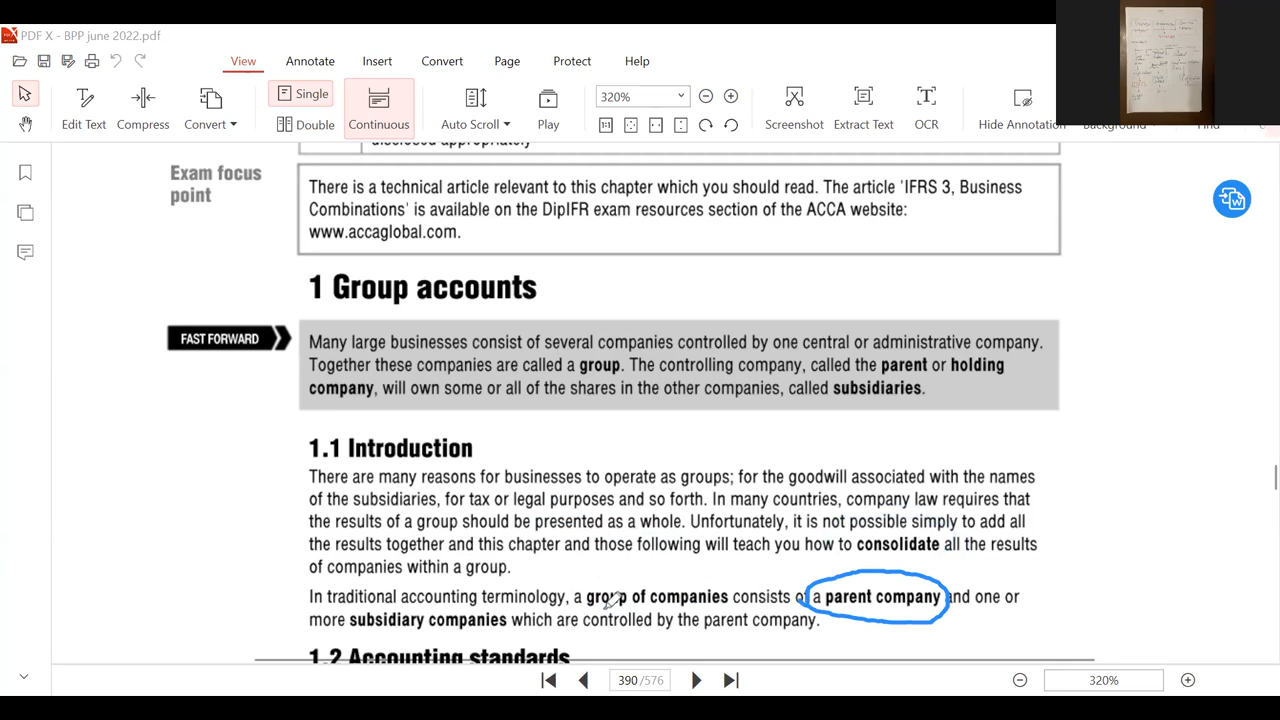 PDF X - BPP june 2022.pdf
View Annotate Insert Convert Page Protect Help
Single
320%
Edit Text Compress Convert Double Continuous Auto Scroll Play Screenshot Extract Text OCR Hide Annotation
disclosed appropriately
Exam focus
point
There is a technical article relevant to this chapter which you should read. The article 'IFRS 3, Business
Combinations' is available on the DipIFR exam resources section of the ACCA website:
www.accaglobal.com.
1 Group accounts
FAST FORWARD
Many large businesses consist of several companies controlled by one central or administrative company.
Together these companies are called a group. The controlling company, called the parent or holding
company, will own some or all of the shares in the other companies, called subsidiaries.
1.1 Introduction
There are many reasons for businesses to operate as groups; for the goodwill associated with the names
of the subsidiaries, for tax or legal purposes and so forth. In many countries, company law requires that
the results of a group should be presented as a whole. Unfortunately, it is not possible simply to add all
the results together and this chapter and those following will teach you how to consolidate all the results
of companies within a group.
In traditional accounting terminology, a group of companies consists of a parent company and one or
more subsidiary companies which are controlled by the parent company.
1.2 Accounting standards
390 /576
320%